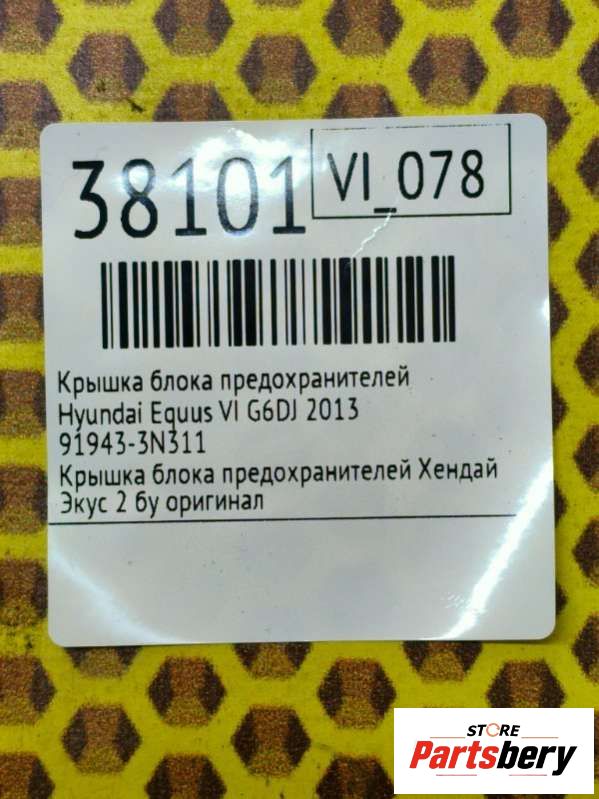 38101
VI_078
Крышка блока предохранителей
Hyundai Equus VI G6DJ 2013
91943-3N311
Крышка блока предохранителей Хендай
Экус 2 бу оригинал
STORE
Partsbery